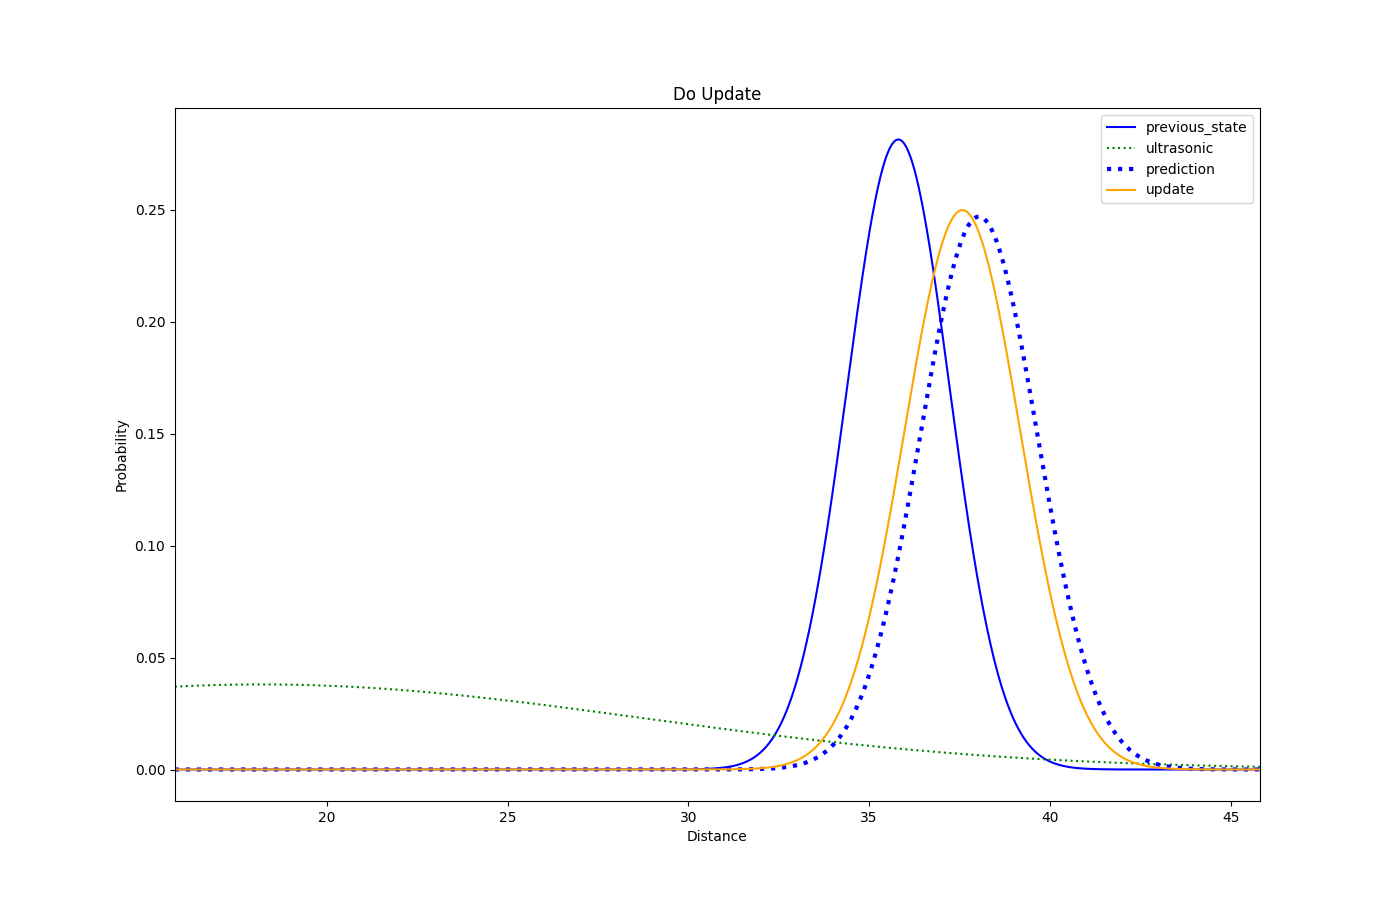 Do Update
previous_state
ultrasonic
prediction
update
0.25
0.20
0.15
0.10
0.05
0.00
Probability
20 25 30 35 40 45
Distance